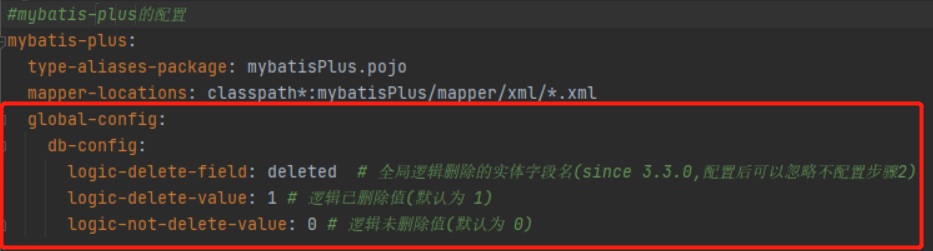 #mybatis-plus的配置
mybatis-plus:
  type-aliases-package: mybatisPlus.pojo
  mapper-locations: classpath*:mybatisPlus/mapper/xml/*.xml
  global-config:
    db-config:
      logic-delete-field: deleted  # 全局逻辑删除的实体字段名(since 3.3.0,配置后可以忽略不配置步骤2)
      logic-delete-value: 1 # 逻辑已删除值(默认为 1)
      logic-not-delete-value: 0 # 逻辑未删除值(默认为 0)